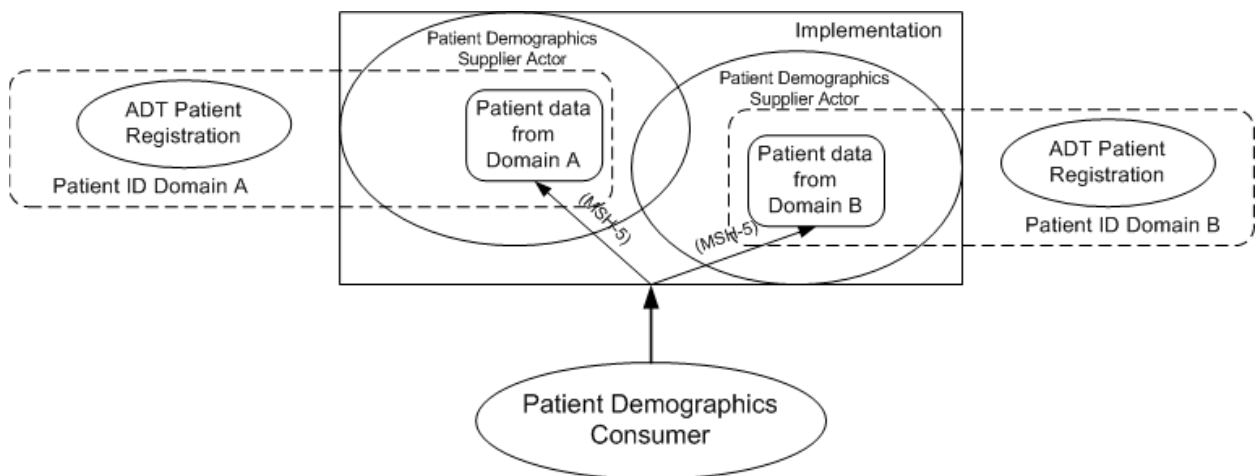 Implementation
Patient Demographics
Supplier Actor
Patient Demographics
Supplier Actor
ADT Patient
Registration
Patient ID Domain A
Patient data
from
Domain A
Patient data
from
Domain B
ADT Patient
Registration
Patient ID Domain B
(MSH-5)
(MSH-5)
Patient Demographics
Consumer